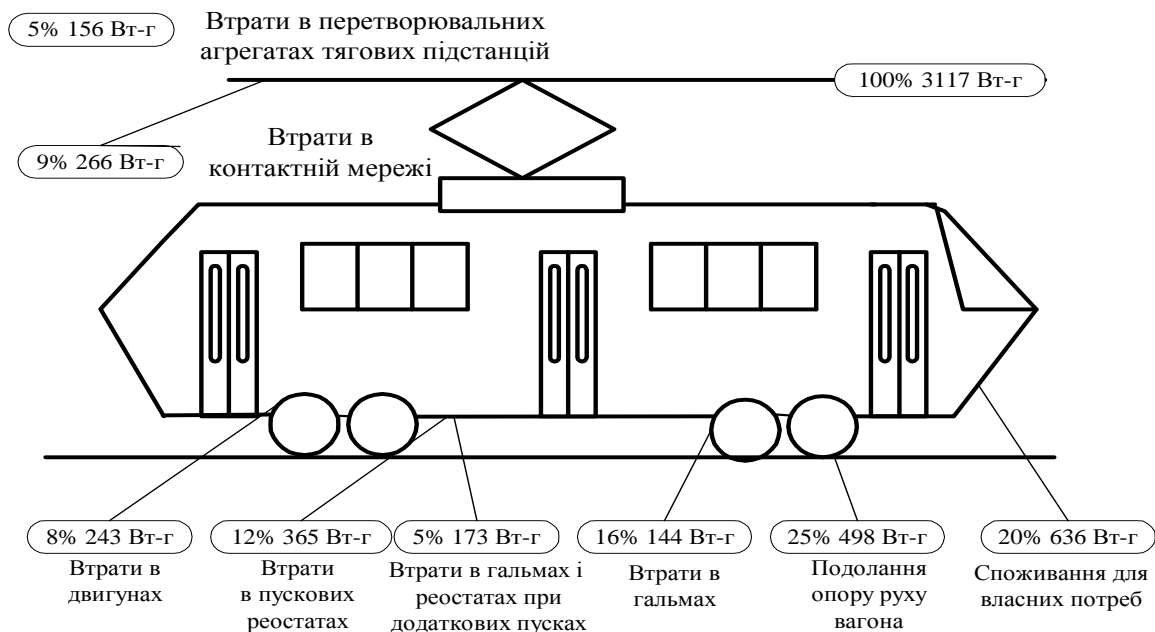 5% 156 Вт-г
Втрати в перетворювальних
агрегатах тягових підстанцій
100% 3117 Вт-г
9% 266 Вт-г
Втрати в
контактній мережі
8% 243 Вт-г
Втрати в
двигунах
12% 365 Вт-г
Втрати
в пускових
реостатах
5% 173 Вт-г
Втрати в гальмах і
реостатах при
додаткових пусках
16% 144 Вт-г
Втрати в
гальмах
25% 498 Вт-г
Подолання
опору руху
вагона
20% 636 Вт-г
Споживання для
власних потреб